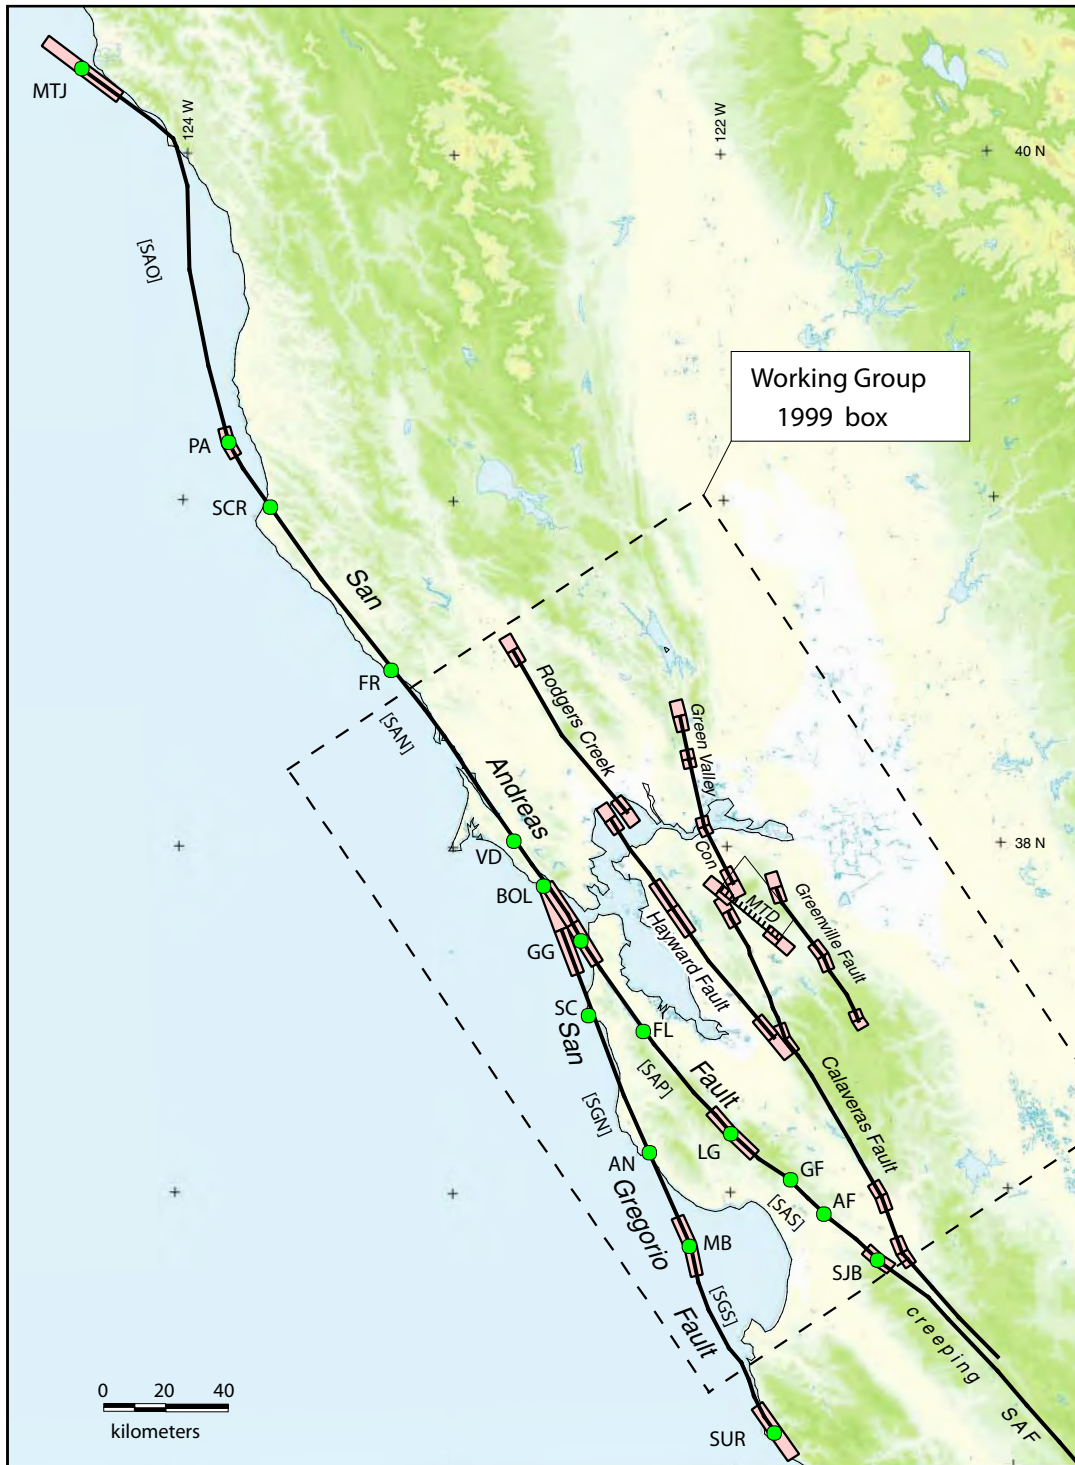 MTJ
124 W
122 W
40 N
[SAO]
Working Group
1999 box
PA
SCR
San
FR
[SAN]
Rodgers Creek
Green Valley
Andreas
VD
38 N
Con
BOL
MTD
Greenville Fault
GG
Hayward Fault
SC
San
FL
[SAP]
Fault
Calaveras Fault
[SGN]
LG
AN
GF
[SAS]
AF
Gregorio
MB
SJB
[SGS]
Fault
creeping
SAF
0 20 40
kilometers
SUR